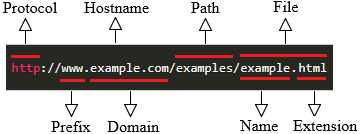 Protocol Hostname Path File
http://www.example.com/examples/example.html
Prefix Domain Name Extension